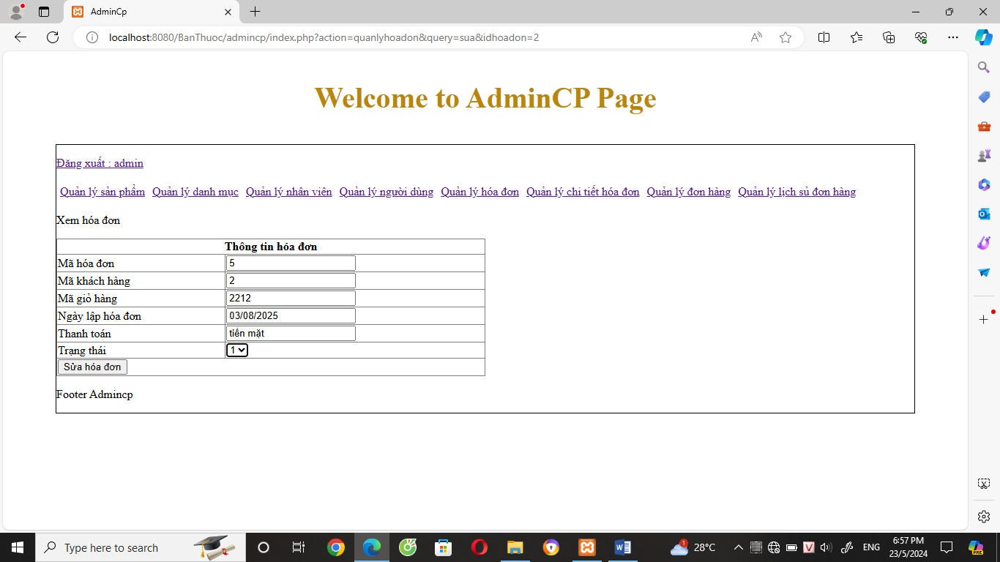 AdminCp
localhost:8080/BanThuoc/admincp/index.php?action=quanlyhoadon&query=sua&idhoadon=2
Welcome to AdminCP Page
Đăng xuất : admin
Quản lý sản phẩm Quản lý danh mục Quản lý nhân viên Quản lý người dùng Quản lý hóa đơn Quản lý chi tiết hóa đơn Quản lý đơn hàng Quản lý lịch sủ đơn hàng
Xem hóa đơn
Thông tin hóa đơn
Mã hóa đơn 5
Mã khách hàng 2
Mã giỏ hàng 2212
Ngày lập hóa đơn 03/08/2025
Thanh toán tiền mặt
Trạng thái 1
Sửa hóa đơn
Footer Admincp
Type here to search
1 28°C
V
ENG
6:57 PM
23/5/2024
PRE